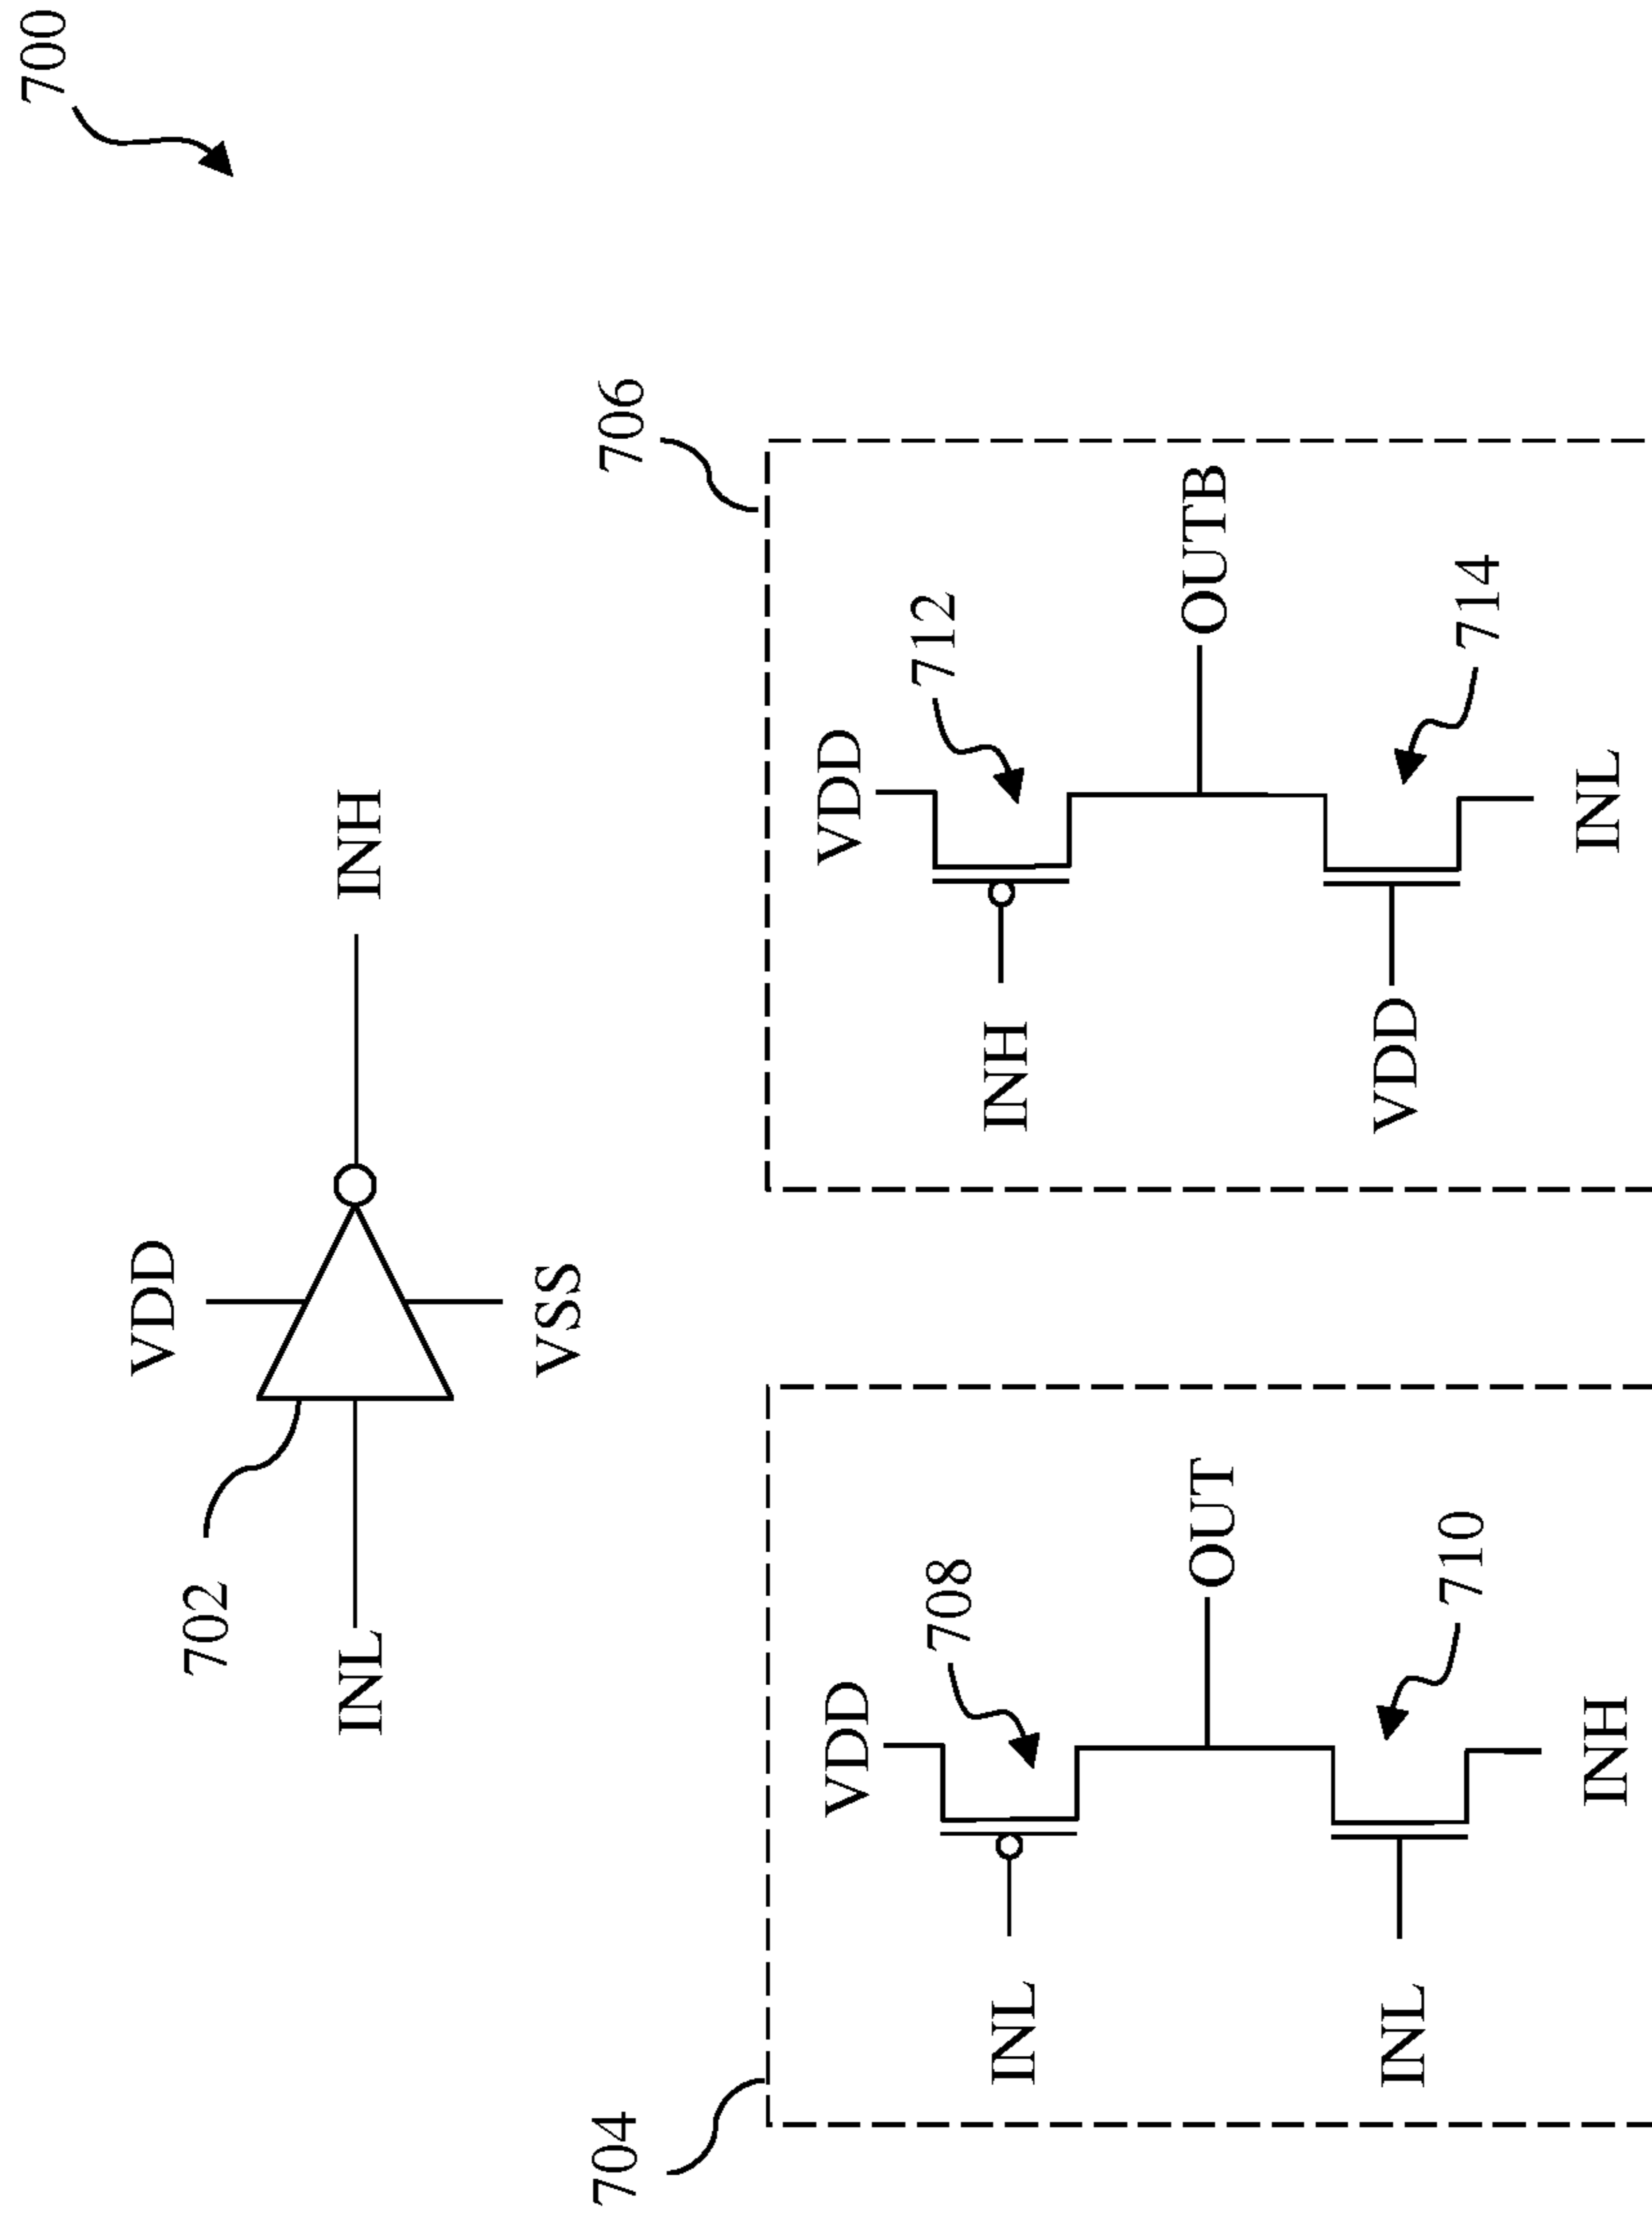 700
VDD
702
INL
INH
VSS
704
VDD
708
INL
OUT
INL
710
INH
706
VDD
712
INH
OUTB
VDD
714
INL